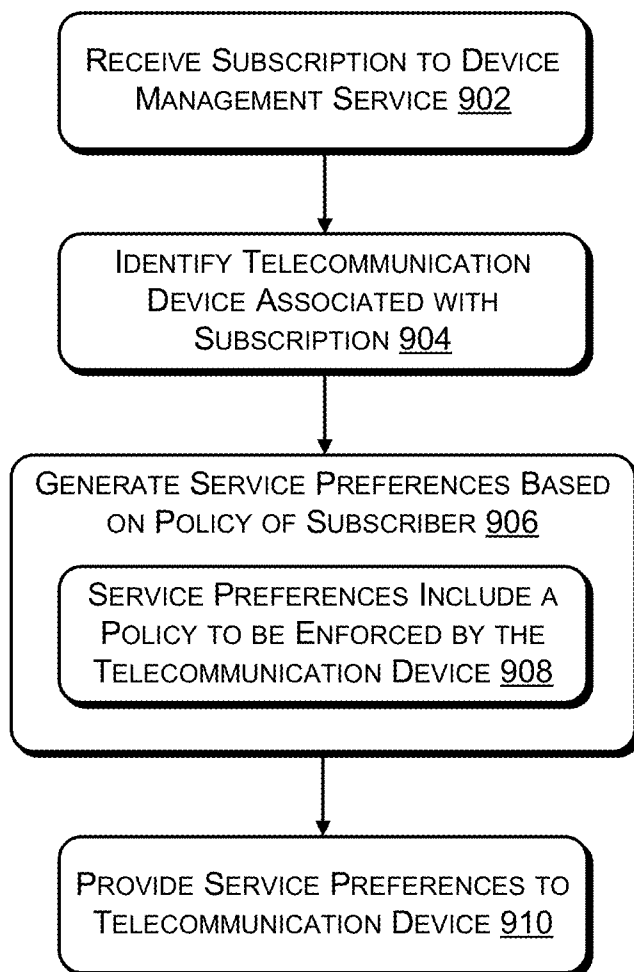 RECEIVE SUBSCRIPTION TO DEVICE
MANAGEMENT SERVICE 902
IDENTIFY TELECOMMUNICATION
DEVICE ASSOCIATED WITH
SUBSCRIPTION 904
GENERATE SERVICE PREFERENCES BASED
ON POLICY OF SUBSCRIBER 906
SERVICE PREFERENCES INCLUDE A
POLICY TO BE ENFORCED BY THE
TELECOMMUNICATION DEVICE 908
PROVIDE SERVICE PREFERENCES TO
TELECOMMUNICATION DEVICE 910